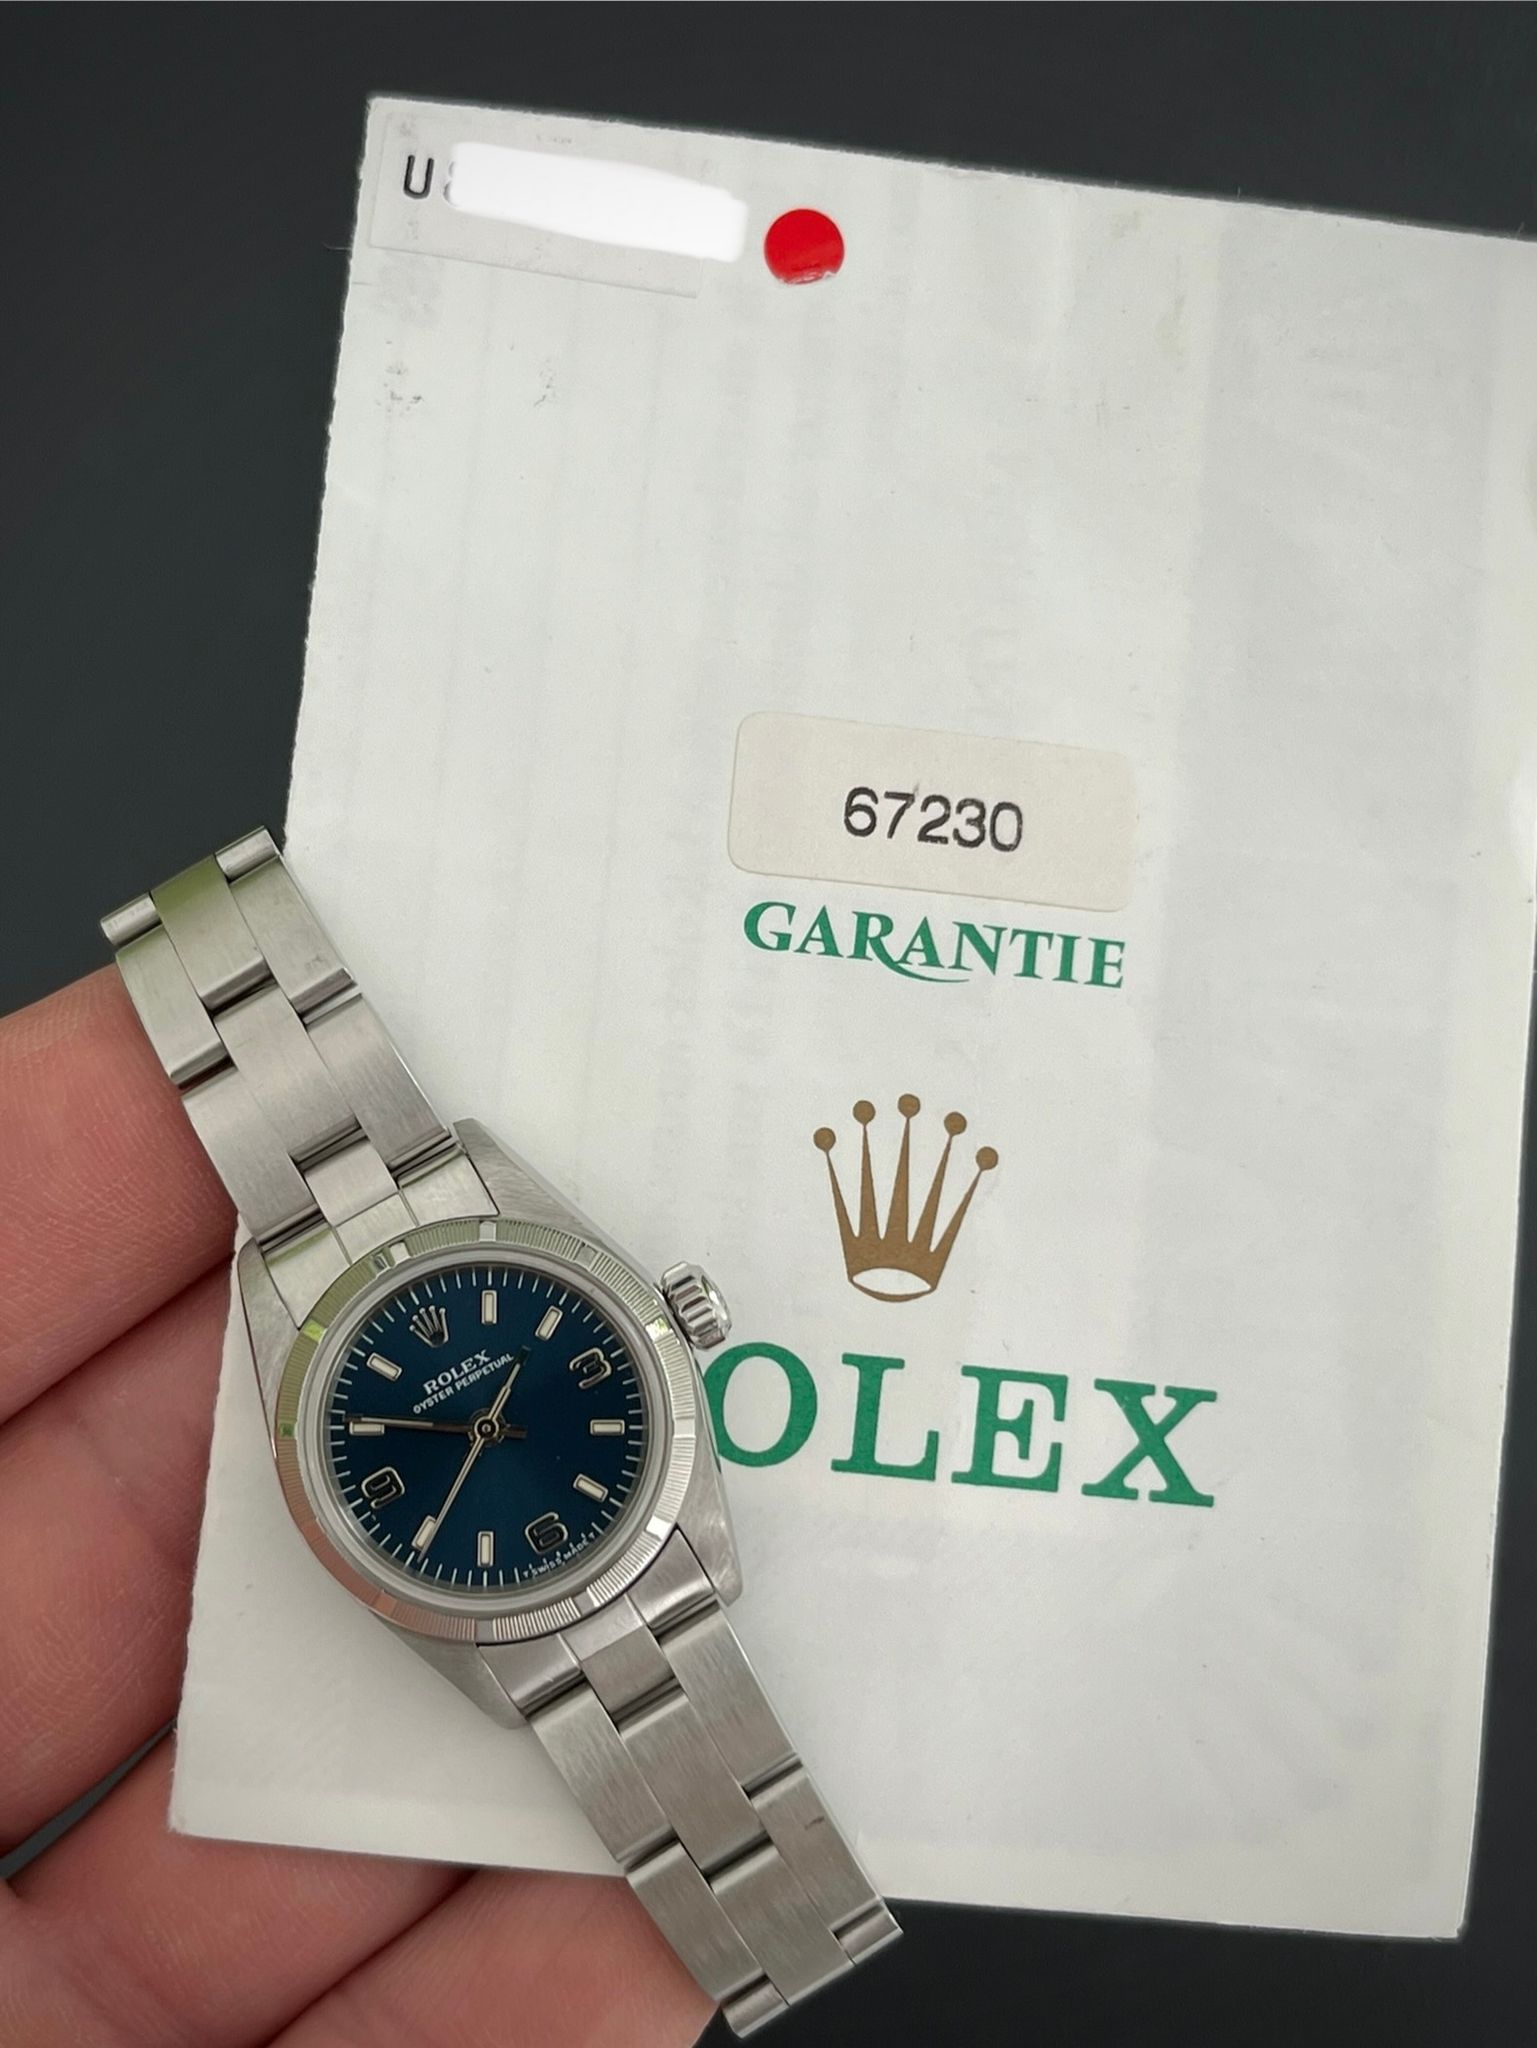 U
67230
GARANTIE
OLEX
ROLEX
OYSTER PERPETUAL
3
6
9
T SWISS MADE T